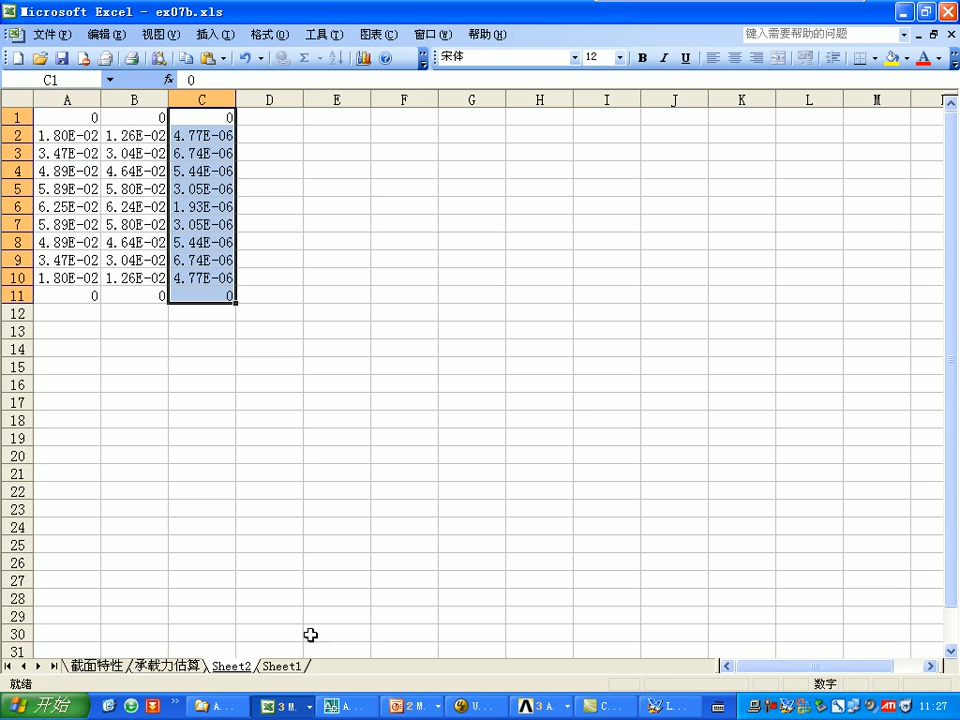 Microsoft Excel - ex07b.xls
文件(F) 编辑(E) 视图(V) 插入(I) 格式(O) 工具(T) 图表(C) 窗口(W) 帮助(H) 键入需要帮助的问题
宋体 12 B I U
C1 fx 0
A B C D E F G H I J K L M
1 0 0 0
2 1.80E-02 1.26E-02 4.77E-06
3 3.47E-02 3.04E-02 6.74E-06
4 4.89E-02 4.64E-02 5.44E-06
5 5.89E-02 5.80E-02 3.05E-06
6 6.25E-02 6.24E-02 1.93E-06
7 5.89E-02 5.80E-02 3.05E-06
8 4.89E-02 4.64E-02 5.44E-06
9 3.47E-02 3.04E-02 6.74E-06
10 1.80E-02 1.26E-02 4.77E-06
11 0 0 0
12
13
14
15
16
17
18
19
20
21
22
23
24
25
26
27
28
29
30
31
截面特性 承载力估算 Sheet2 Sheet1
就绪 数字
开始 A... 3 M. A... 2 M. U... 3 A. C... L... ATI 11:27